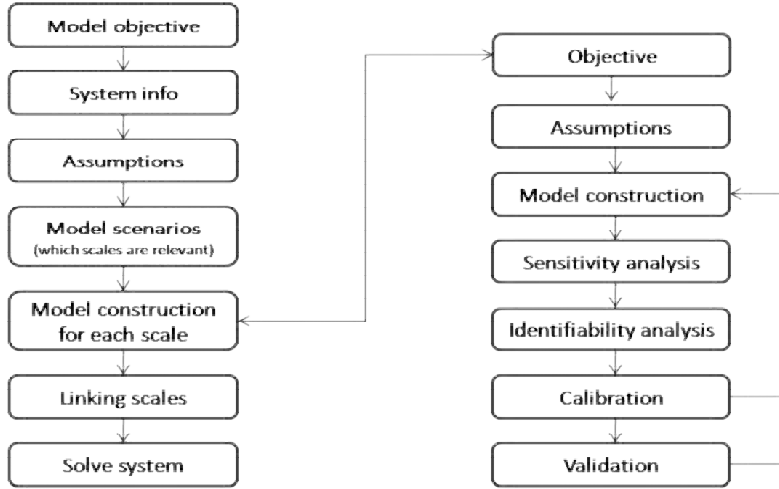 Model objective
System info
Assumptions
Model scenarios
(which scales are relevant)
Model construction
for each scale
Linking scales
Solve system
Objective
Assumptions
Model construction
Sensitivity analysis
Identifiability analysis
Calibration
Validation